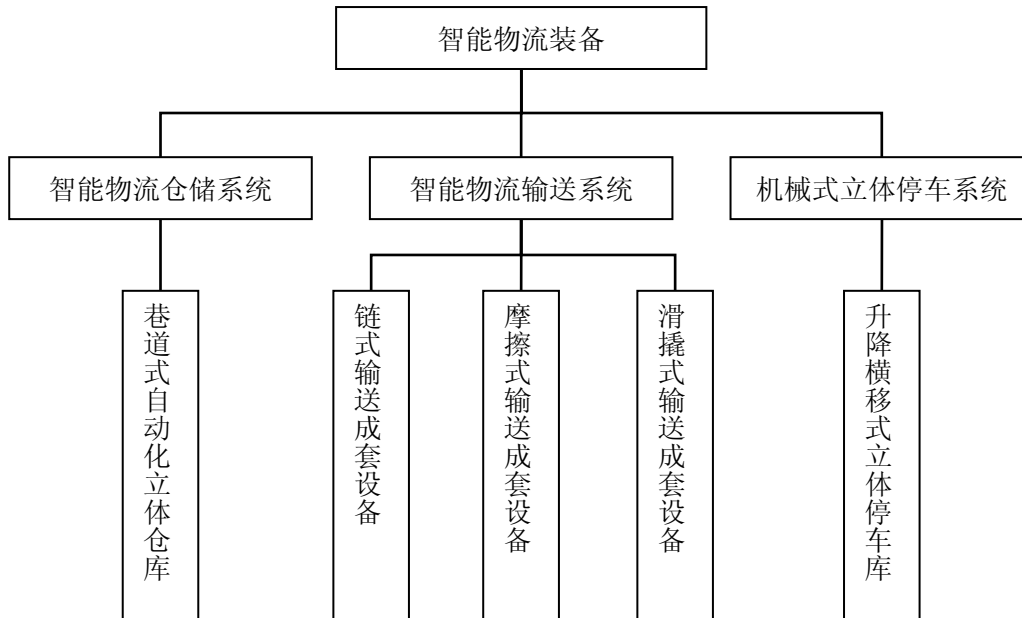 智能物流装备
智能物流仓储系统
智能物流输送系统
机械式立体停车系统
巷道式自动化立体仓库
链式输送成套设备
摩擦式输送成套设备
滑撬式输送成套设备
升降横移式立体停车库